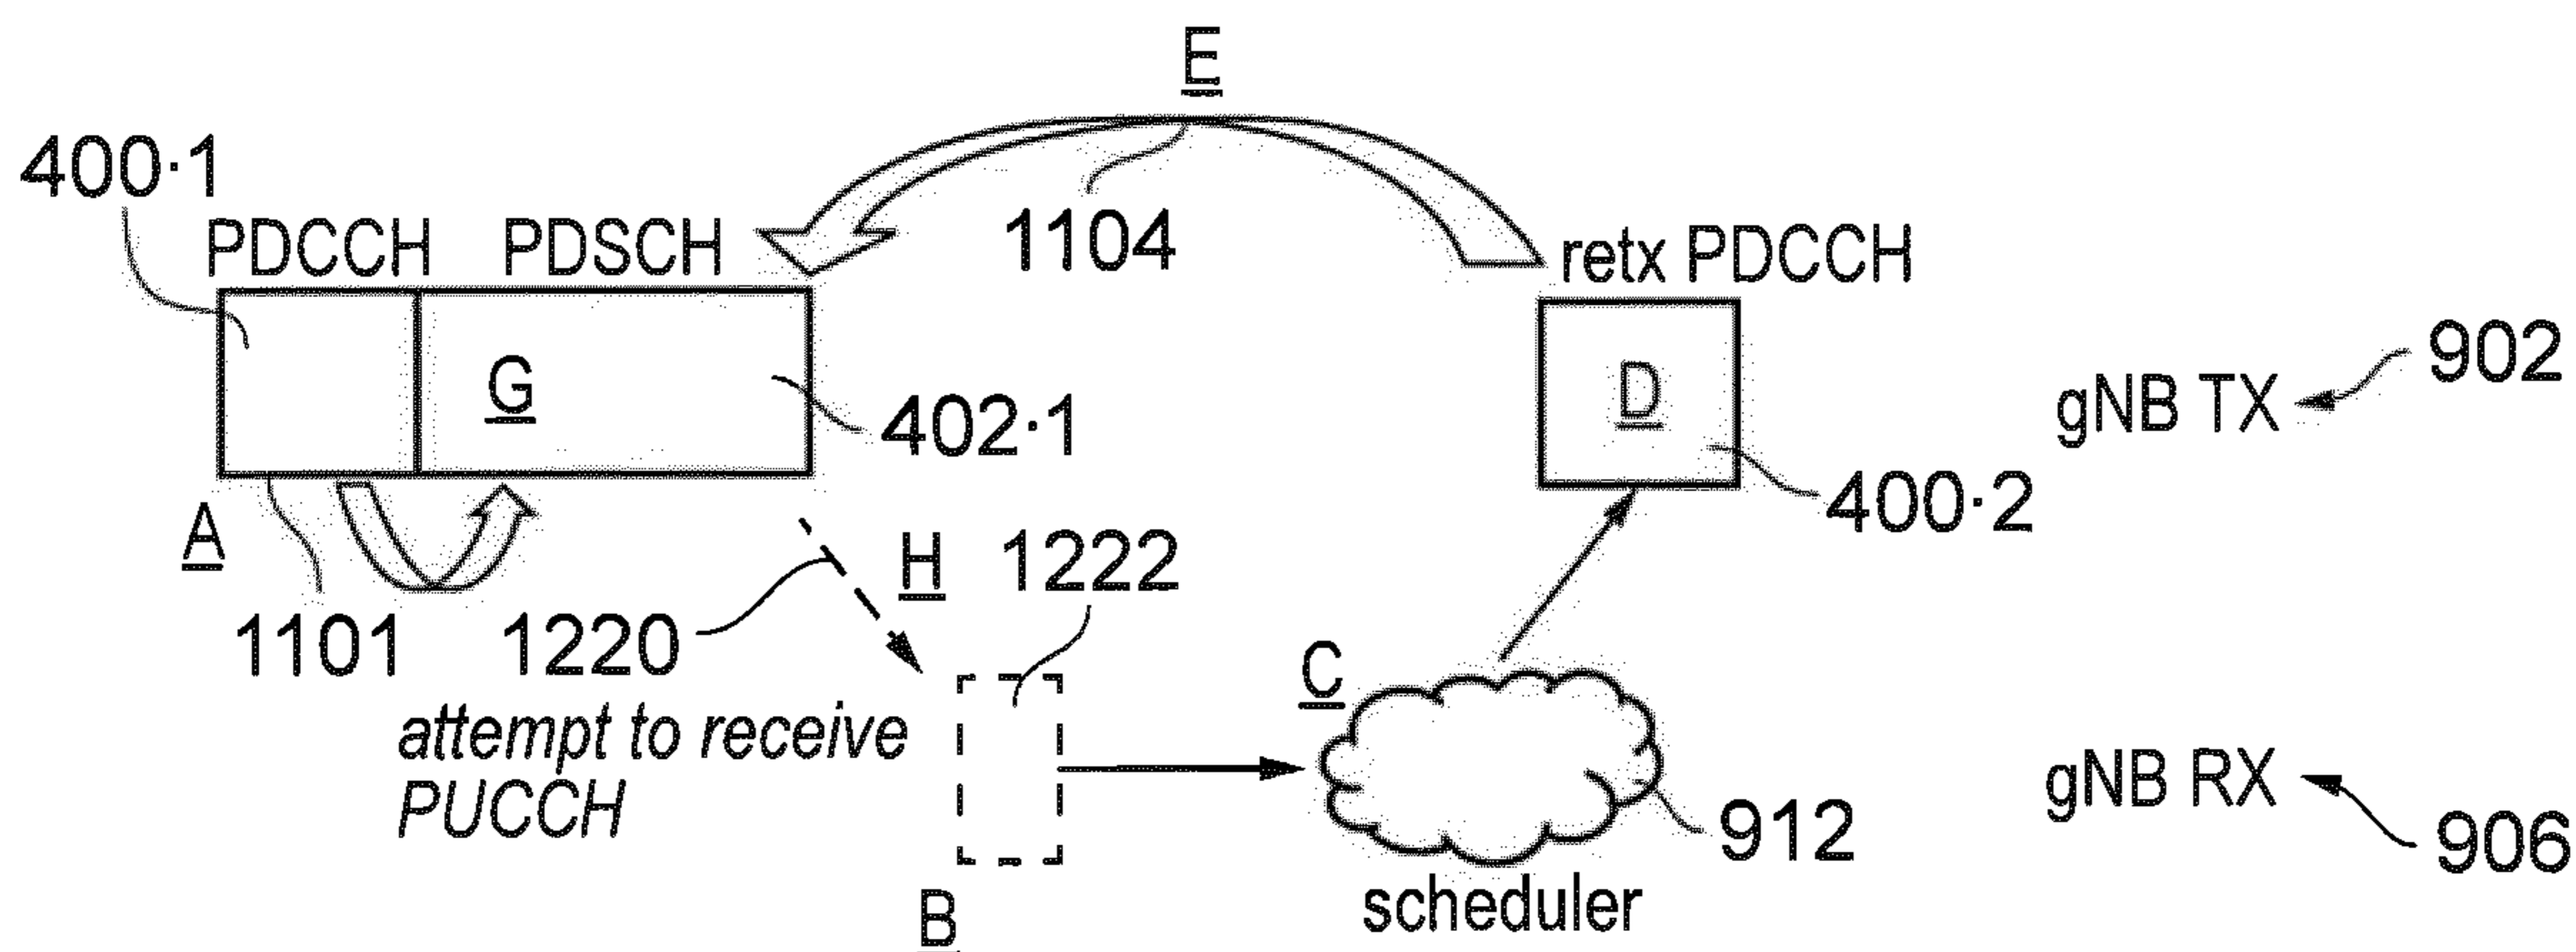 E
400·1
PDCCH PDSCH
1104
retx PDCCH
G
402·1
D
gNB TX
902
400·2
A
1101
1220
H
1222
attempt to receive
PUCCH
C
912
scheduler
gNB RX
906
B